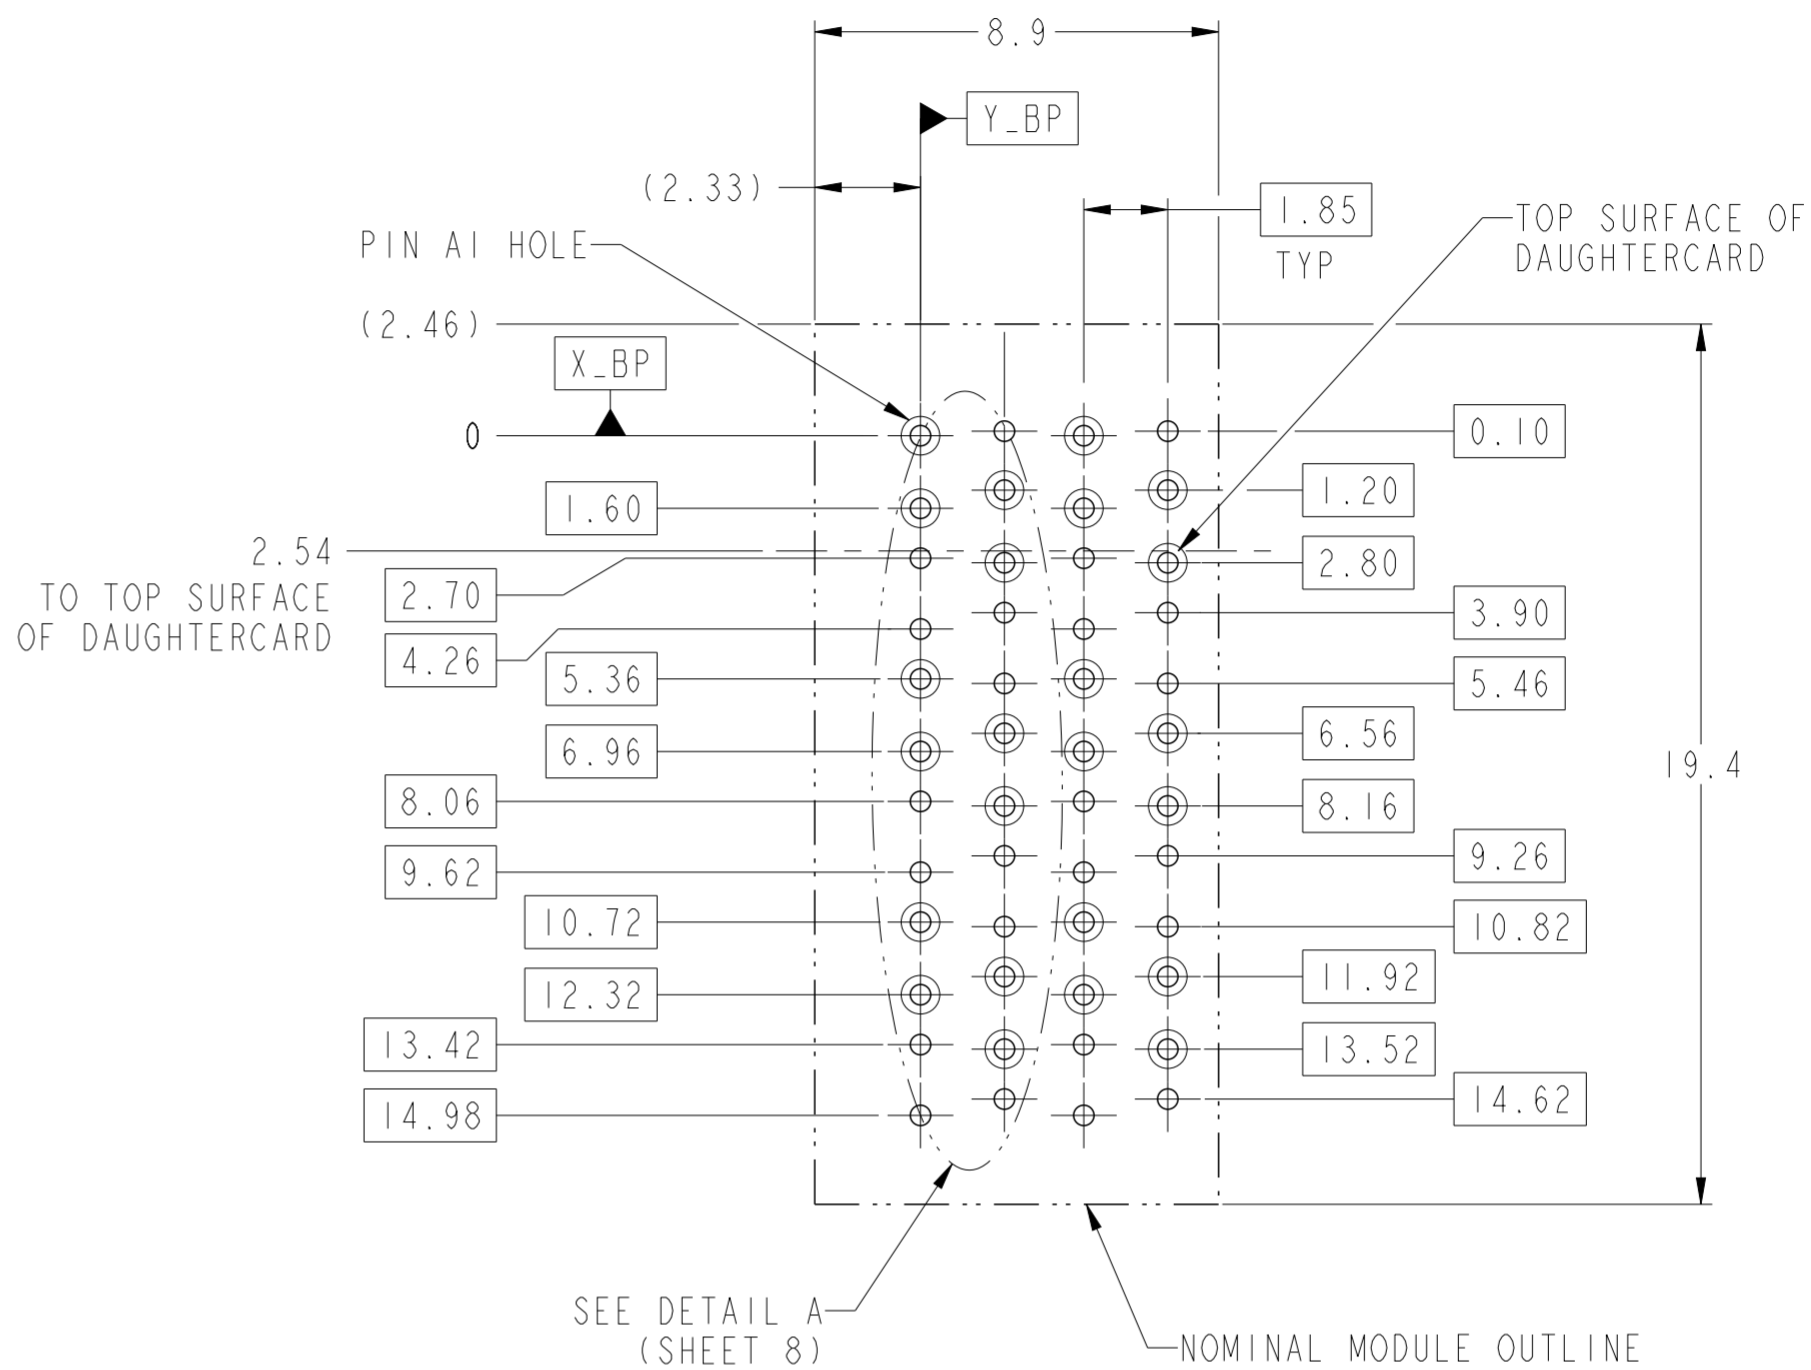 8.9
Y_BP
(2.33)
1.85
TYP
TOP SURFACE OF
DAUGHTERCARD
PIN A1 HOLE
(2.46)
X_BP
0
0.10
1.20
1.60
2.54
TO TOP SURFACE
OF DAUGHTERCARD
2.80
2.70
3.90
4.26
5.36
5.46
6.56
6.96
19.4
8.06
8.16
9.26
9.62
10.72
10.82
11.92
12.32
13.42
13.52
14.62
14.98
SEE DETAIL A
(SHEET 8)
NOMINAL MODULE OUTLINE